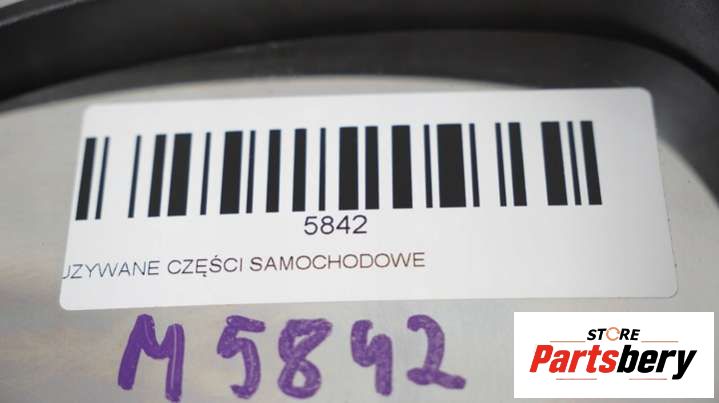 5842
UZYWANE CZĘŚCI SAMOCHODOWE
M 5842
STORE
Partsbery